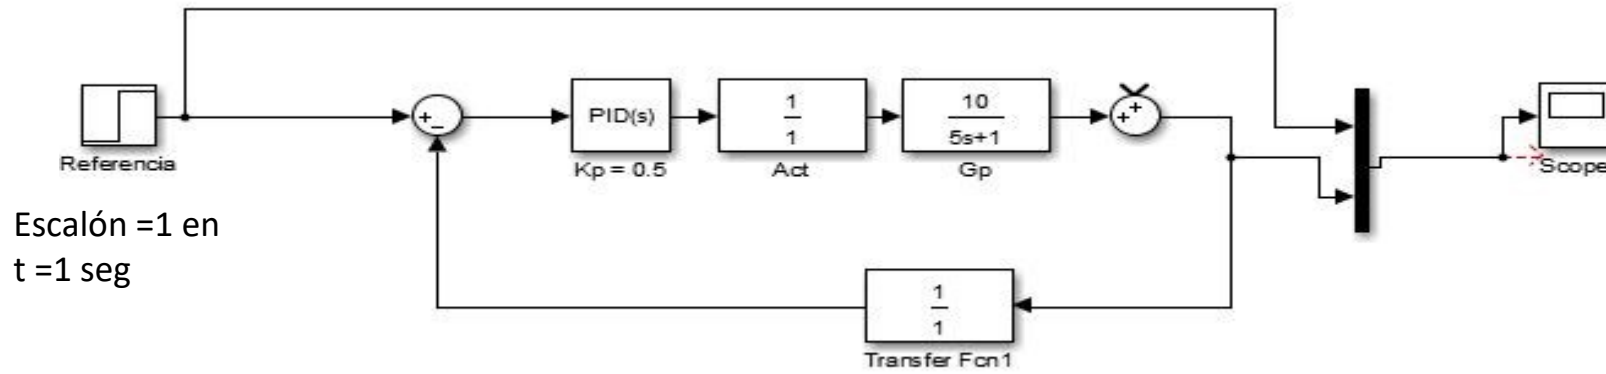 +
−
PID(s)
1
1
10
5s+1
+
+
Referencia
Kp = 0.5
Act
Gp
Scope
Escalón =1 en
t =1 seg
1
1
Transfer Fcn1